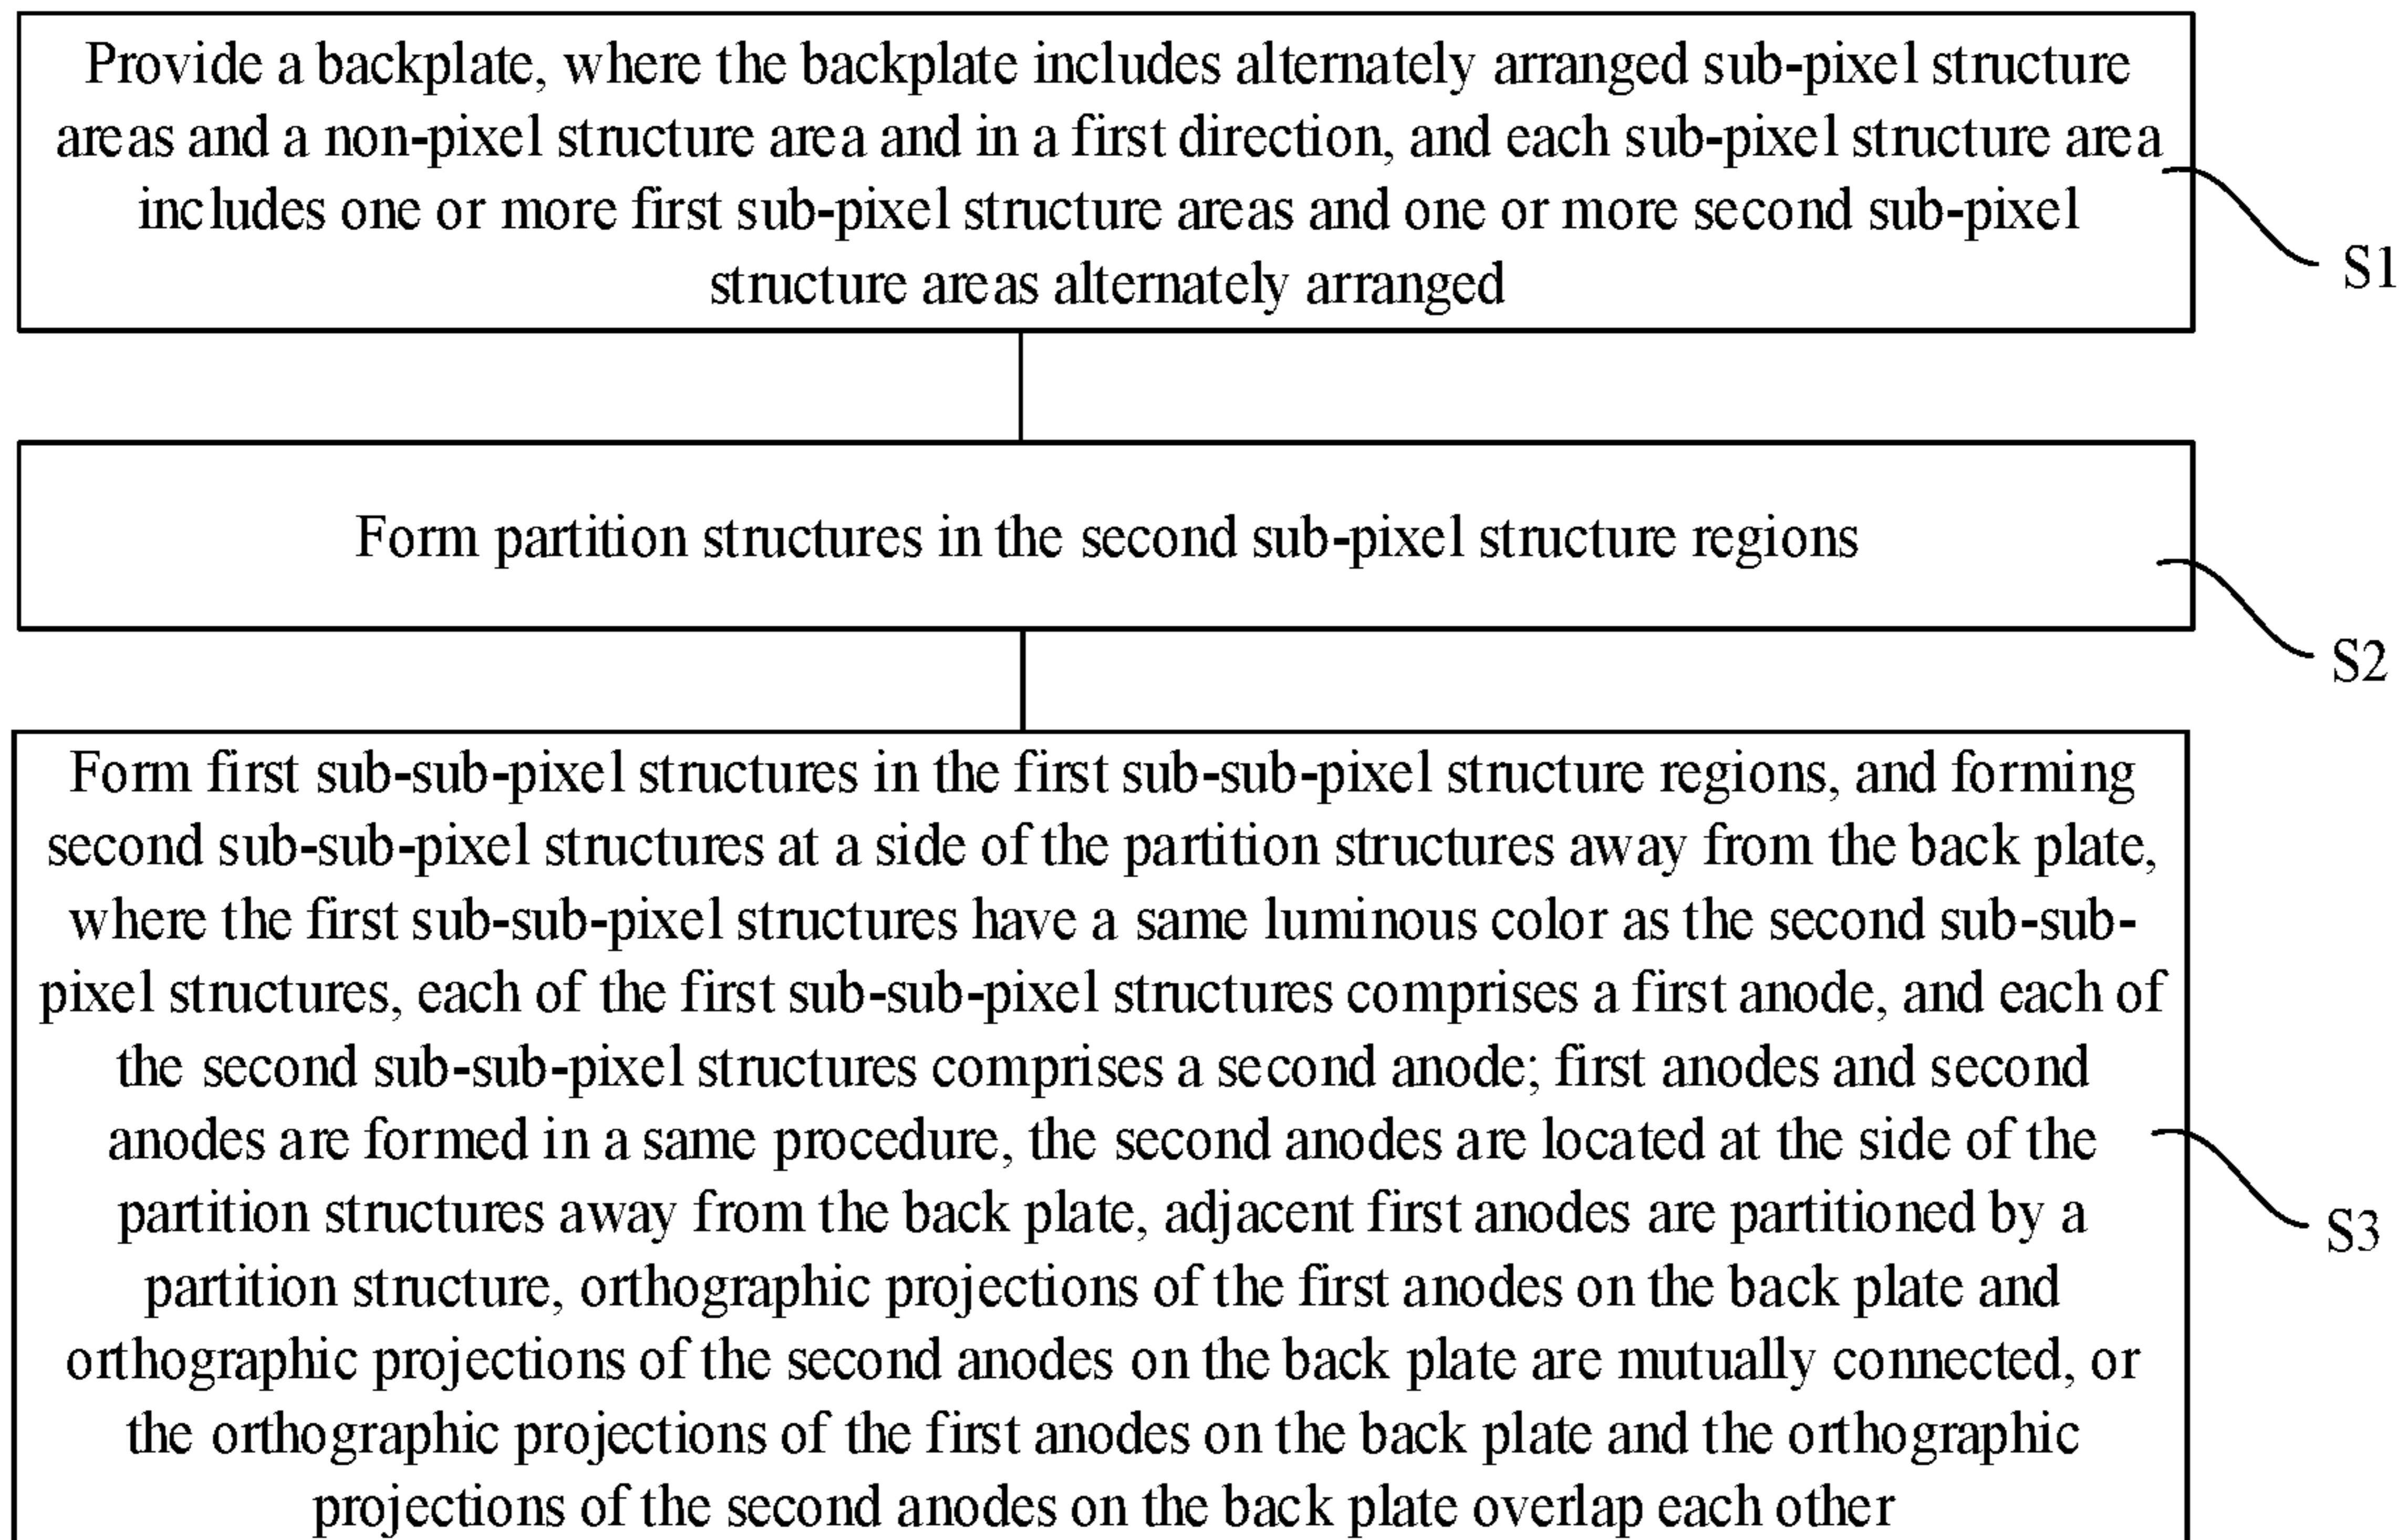 Provide a backplate, where the backplate includes alternately arranged sub-pixel structure
areas and a non-pixel structure area and in a first direction, and each sub-pixel structure area
includes one or more first sub-pixel structure areas and one or more second sub-pixel
structure areas alternately arranged
S1
Form partition structures in the second sub-pixel structure regions
S2
Form first sub-sub-pixel structures in the first sub-sub-pixel structure regions, and forming
second sub-sub-pixel structures at a side of the partition structures away from the back plate,
where the first sub-sub-pixel structures have a same luminous color as the second sub-sub-
pixel structures, each of the first sub-sub-pixel structures comprises a first anode, and each of
the second sub-sub-pixel structures comprises a second anode; first anodes and second
anodes are formed in a same procedure, the second anodes are located at the side of the
partition structures away from the back plate, adjacent first anodes are partitioned by a
partition structure, orthographic projections of the first anodes on the back plate and
orthographic projections of the second anodes on the back plate are mutually connected, or
the orthographic projections of the first anodes on the back plate and the orthographic
projections of the second anodes on the back plate overlap each other
S3